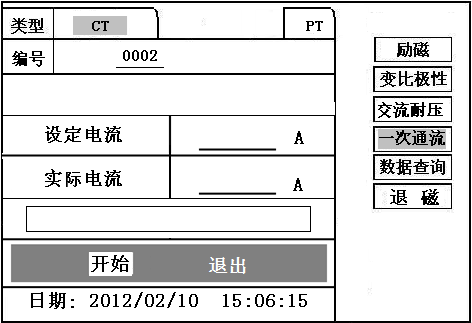 类型 CT PT
编号 0002
设定电流 A
实际电流 A
开始 退出
日期: 2012/02/10 15:06:15
励磁
变比极性
交流耐压
一次通流
数据查询
退 磁